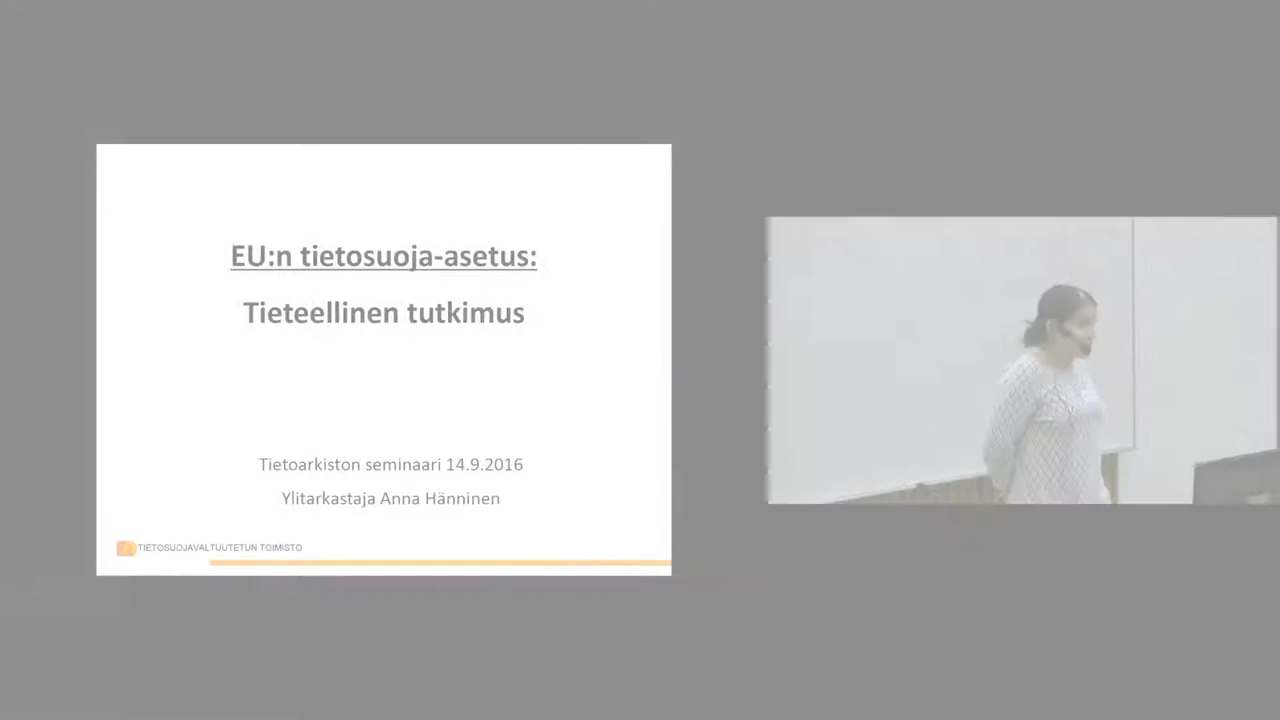 EU:n tietosuoja-asetus:
Tieteellinen tutkimus
Tietoarkiston seminaari 14.9.2016
Ylitarkastaja Anna Hänninen
TIETOSUOJAVALTUUTETUN TOIMISTO